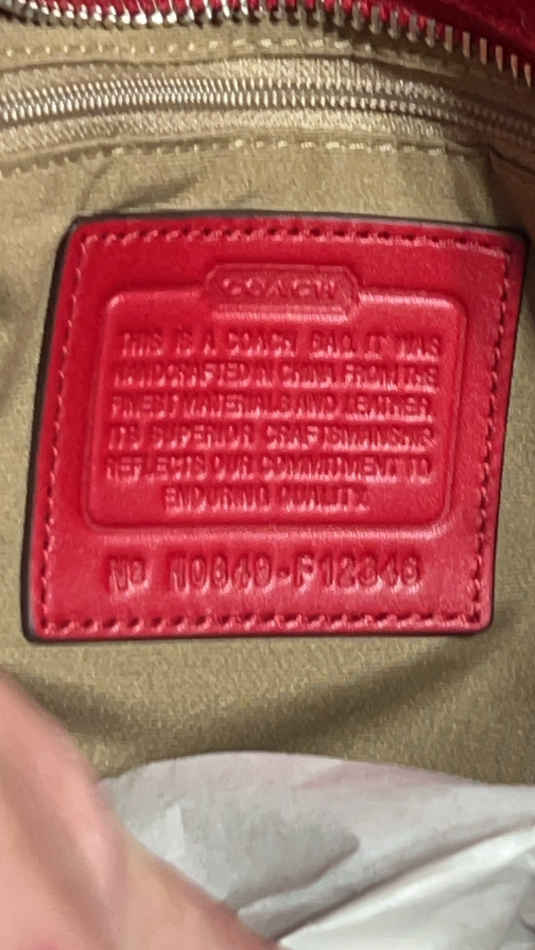 COACH
THIS IS A COACH BAG. IT WAS
HANDCRAFTED IN CHINA FROM THE
FINEST MATERIALS AND LEATHER.
ITS SUPERIOR CRAFTSMANSHIP
REFLECTS OUR COMMITMENT TO
ENDURING QUALITY.
No